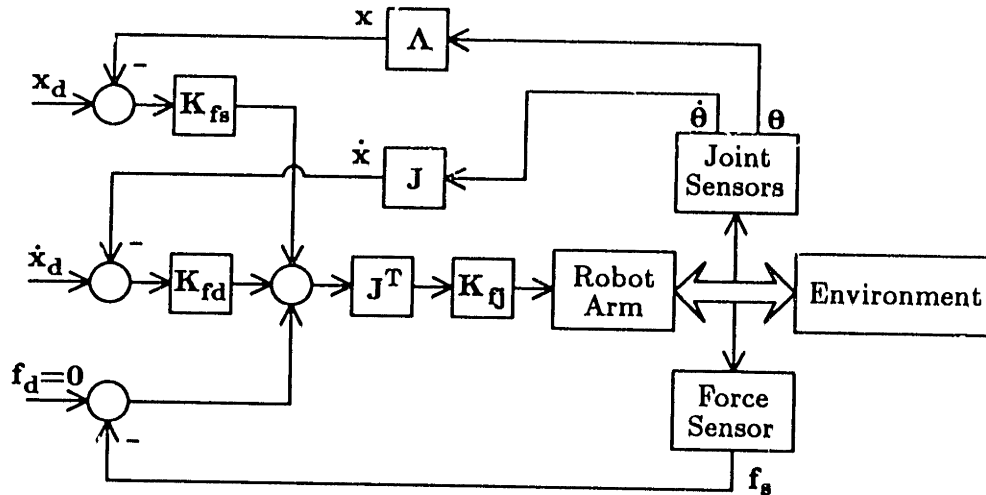 x
Λ
-
x_d
K_fs
θ̇
θ
Joint
Sensors
ẋ
J
-
ẋ_d
K_fd
J^T
K_fj
Robot
Arm
Environment
f_d=0
-
Force
Sensor
f_s